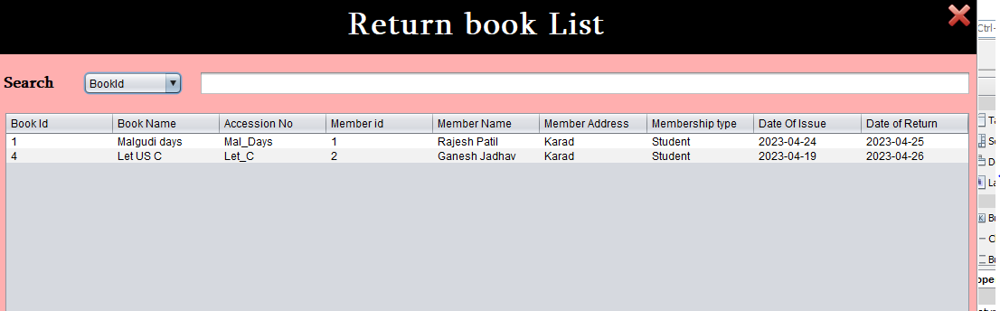 Return book List
Ctrl-
Search BookId
Book Id Book Name Accession No Member id Member Name Member Address Membership type Date Of Issue Date of Return
1 Malgudi days Mal_Days 1 Rajesh Patil Karad Student 2023-04-24 2023-04-25
4 Let US C Let_C 2 Ganesh Jadhav Karad Student 2023-04-19 2023-04-26
Ta
Sc
D
La
Bu
C
Bu
ope